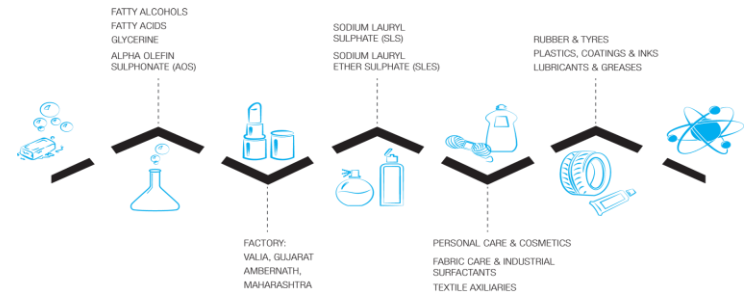 FATTY ALCOHOLS
FATTY ACIDS
GLYCERINE
ALPHA OLEFIN
SULPHONATE (AOS)
SODIUM LAURYL
SULPHATE (SLS)
SODIUM LAURYL
ETHER SULPHATE (SLES)
RUBBER & TYRES
PLASTICS, COATINGS & INKS
LUBRICANTS & GREASES
FACTORY:
VALIA, GUJARAT
AMBERNATH,
MAHARASHTRA
PERSONAL CARE & COSMETICS
FABRIC CARE & INDUSTRIAL
SURFACTANTS
TEXTILE AXILIARIES